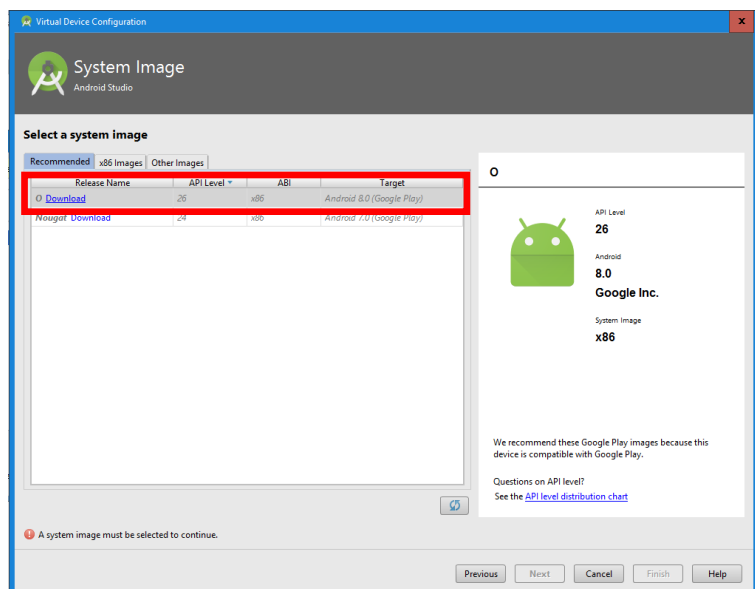 Virtual Device Configuration
x
System Image
Android Studio
Select a system image
Recommended x86 Images Other Images
Release Name API Level ABI Target
O Download 26 x86 Android 8.0 (Google Play)
Nougat Download 24 x86 Android 7.0 (Google Play)
O
API Level
26
Android
8.0
Google Inc.
System Image
x86
We recommend these Google Play images because this
device is compatible with Google Play.
Questions on API level?
See the API level distribution chart
A system image must be selected to continue.
Previous Next Cancel Finish Help